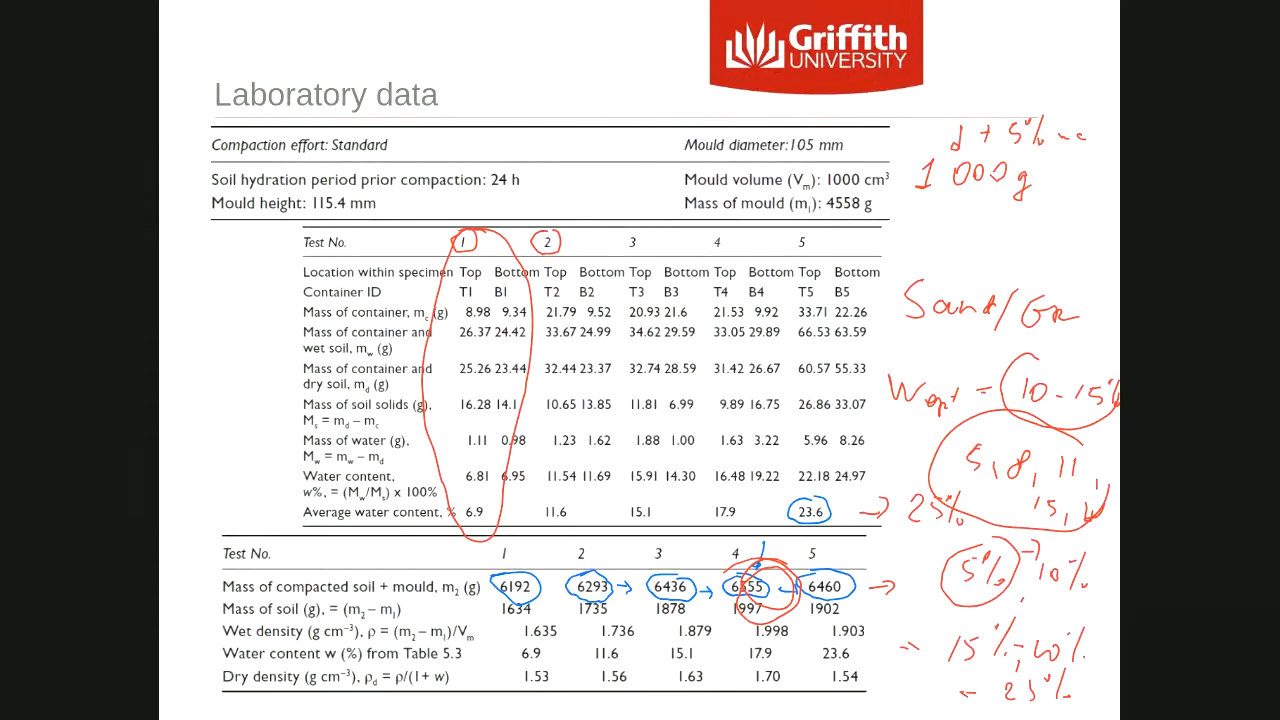 Griffith
UNIVERSITY
Laboratory data
Compaction effort: Standard Mould diameter: 105 mm
Soil hydration period prior compaction: 24 h Mould volume (Vm): 1000 cm³
Mould height: 115.4 mm Mass of mould (m1): 4558 g
Test No. 1 2 3 4 5
Location within specimen Top Bottom Top Bottom Top Bottom Top Bottom Top Bottom
Container ID T1 B1 T2 B2 T3 B3 T4 B4 T5 B5
Mass of container, mc (g) 8.98 9.34 21.79 9.52 20.93 21.6 21.53 9.92 33.71 22.26
Mass of container and 26.37 24.42 33.67 24.99 34.62 29.59 33.05 29.89 66.53 63.59
wet soil, mw (g)
Mass of container and 25.26 23.44 32.44 23.37 32.74 28.59 31.42 26.67 60.57 55.33
dry soil, md (g)
Mass of soil solids (g), 16.28 14.1 10.65 13.85 11.81 6.99 9.89 16.75 26.86 33.07
Ms = md – mc
Mass of water (g), 1.11 0.98 1.23 1.62 1.88 1.00 1.63 3.22 5.96 8.26
Mw = mw – md
Water content, 6.81 6.95 11.54 11.69 15.91 14.30 16.48 19.22 22.18 24.97
w%, = (Mw/Ms) x 100%
Average water content, % 6.9 11.6 15.1 17.9 23.6
Test No. 1 2 3 4 5
Mass of compacted soil + mould, m2 (g) 6192 6293 6436 6555 6460
Mass of soil (g), = (m2 – m1) 1634 1735 1878 1997 1902
Wet density (g cm⁻³), ρ = (m2 – m1)/Vm 1.635 1.736 1.879 1.998 1.903
Water content w (%) from Table 5.3 6.9 11.6 15.1 17.9 23.6
Dry density (g cm⁻³), ρd = ρ/(1+ w) 1.53 1.56 1.63 1.70 1.54
d + 5%
1000g
Sand/Gr
Wopt = 10 - 15%
5, 8, 11,
15,
→ 25%
5% → 10%
15%
25%